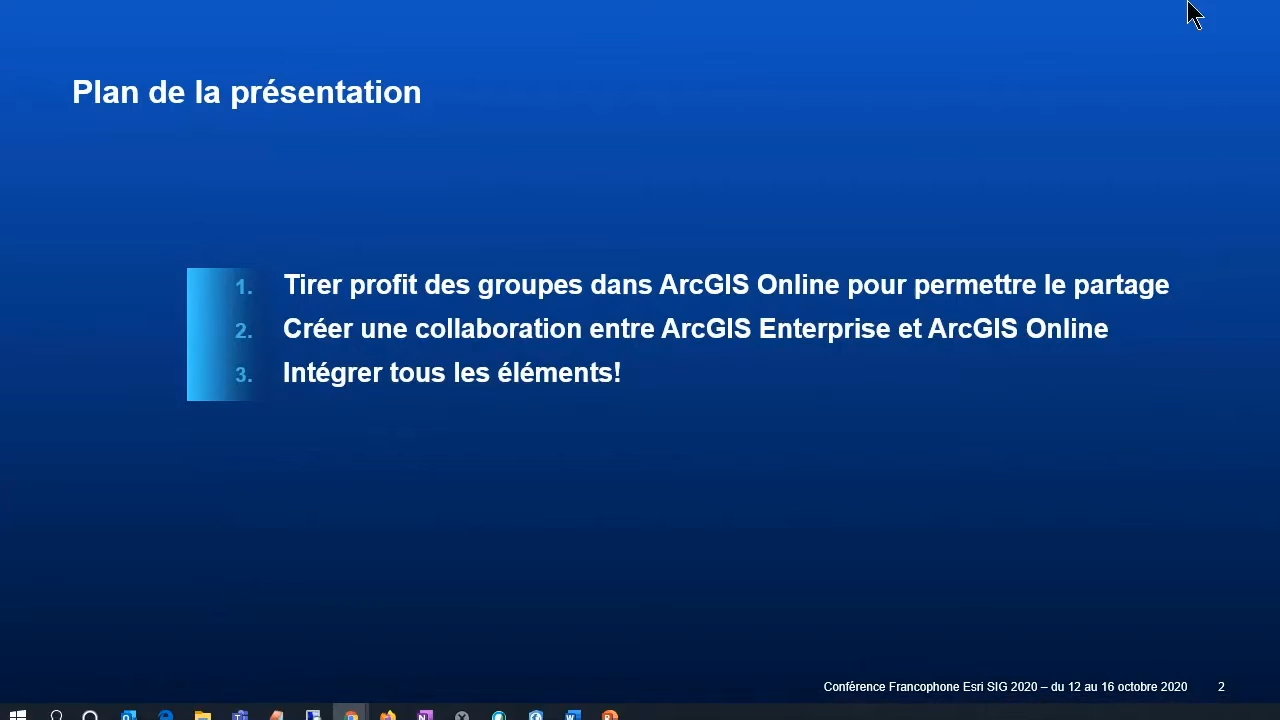 Plan de la présentation
1. Tirer profit des groupes dans ArcGIS Online pour permettre le partage
2. Créer une collaboration entre ArcGIS Enterprise et ArcGIS Online
3. Intégrer tous les éléments!
Conférence Francophone Esri SIG 2020 – du 12 au 16 octobre 2020 2